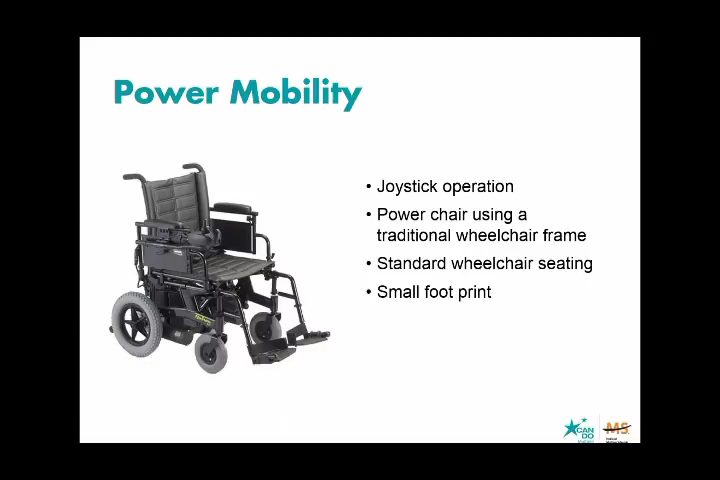 Power Mobility
• Joystick operation
• Power chair using a
traditional wheelchair frame
• Standard wheelchair seating
• Small foot print
CAN
DO
MS